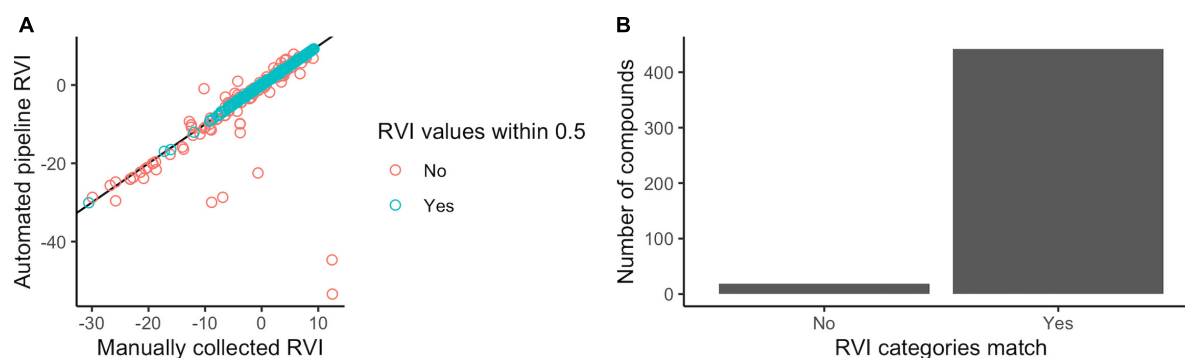 A
Automated pipeline RVI
0
-20
-40
-30
-20
-10
0
10
Manually collected RVI
RVI values within 0.5
No
Yes
B
Number of compounds
400
300
200
100
0
No
Yes
RVI categories match